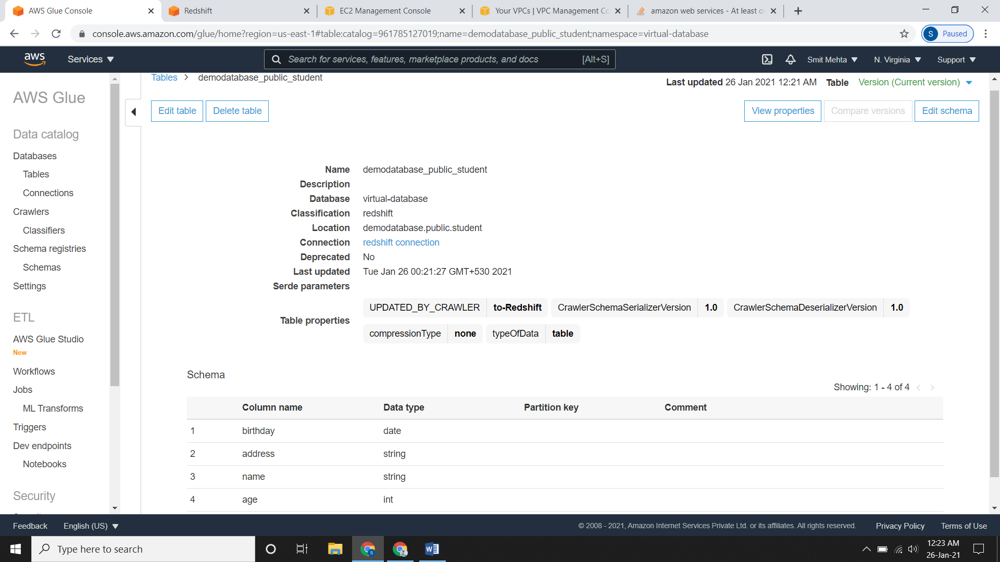 AWS Glue Console
Redshift
EC2 Management Console
Your VPCs | VPC Management Co
amazon web services - At least o
console.aws.amazon.com/glue/home?region=us-east-1#table:catalog=961785127019;name=demodatabase_public_student;namespace=virtual-database
S Paused
aws
Services
Search for services, features, marketplace products, and docs [Alt+S]
Smit Mehta
N. Virginia
Support
AWS Glue
Data catalog
Databases
Tables
Connections
Crawlers
Classifiers
Schema registries
Schemas
Settings
ETL
AWS Glue Studio
New
Workflows
Jobs
ML Transforms
Triggers
Dev endpoints
Notebooks
Security
Tables > demodatabase_public_student
Last updated 26 Jan 2021 12:21 AM Table Version (Current version)
Edit table Delete table
View properties Compare versions Edit schema
Name demodatabase_public_student
Description
Database virtual-database
Classification redshift
Location demodatabase.public.student
Connection redshift connection
Deprecated No
Last updated Tue Jan 26 00:21:27 GMT+530 2021
Serde parameters
Table properties
UPDATED_BY_CRAWLER to-Redshift CrawlerSchemaSerializerVersion 1.0 CrawlerSchemaDeserializerVersion 1.0
compressionType none typeOfData table
Schema
Showing: 1 - 4 of 4 < >
Column name Data type Partition key Comment
1 birthday date
2 address string
3 name string
4 age int
Feedback English (US)
© 2008 - 2021, Amazon Internet Services Private Ltd. or its affiliates. All rights reserved. Privacy Policy Terms of Use
Type here to search
12:23 AM
26-Jan-21